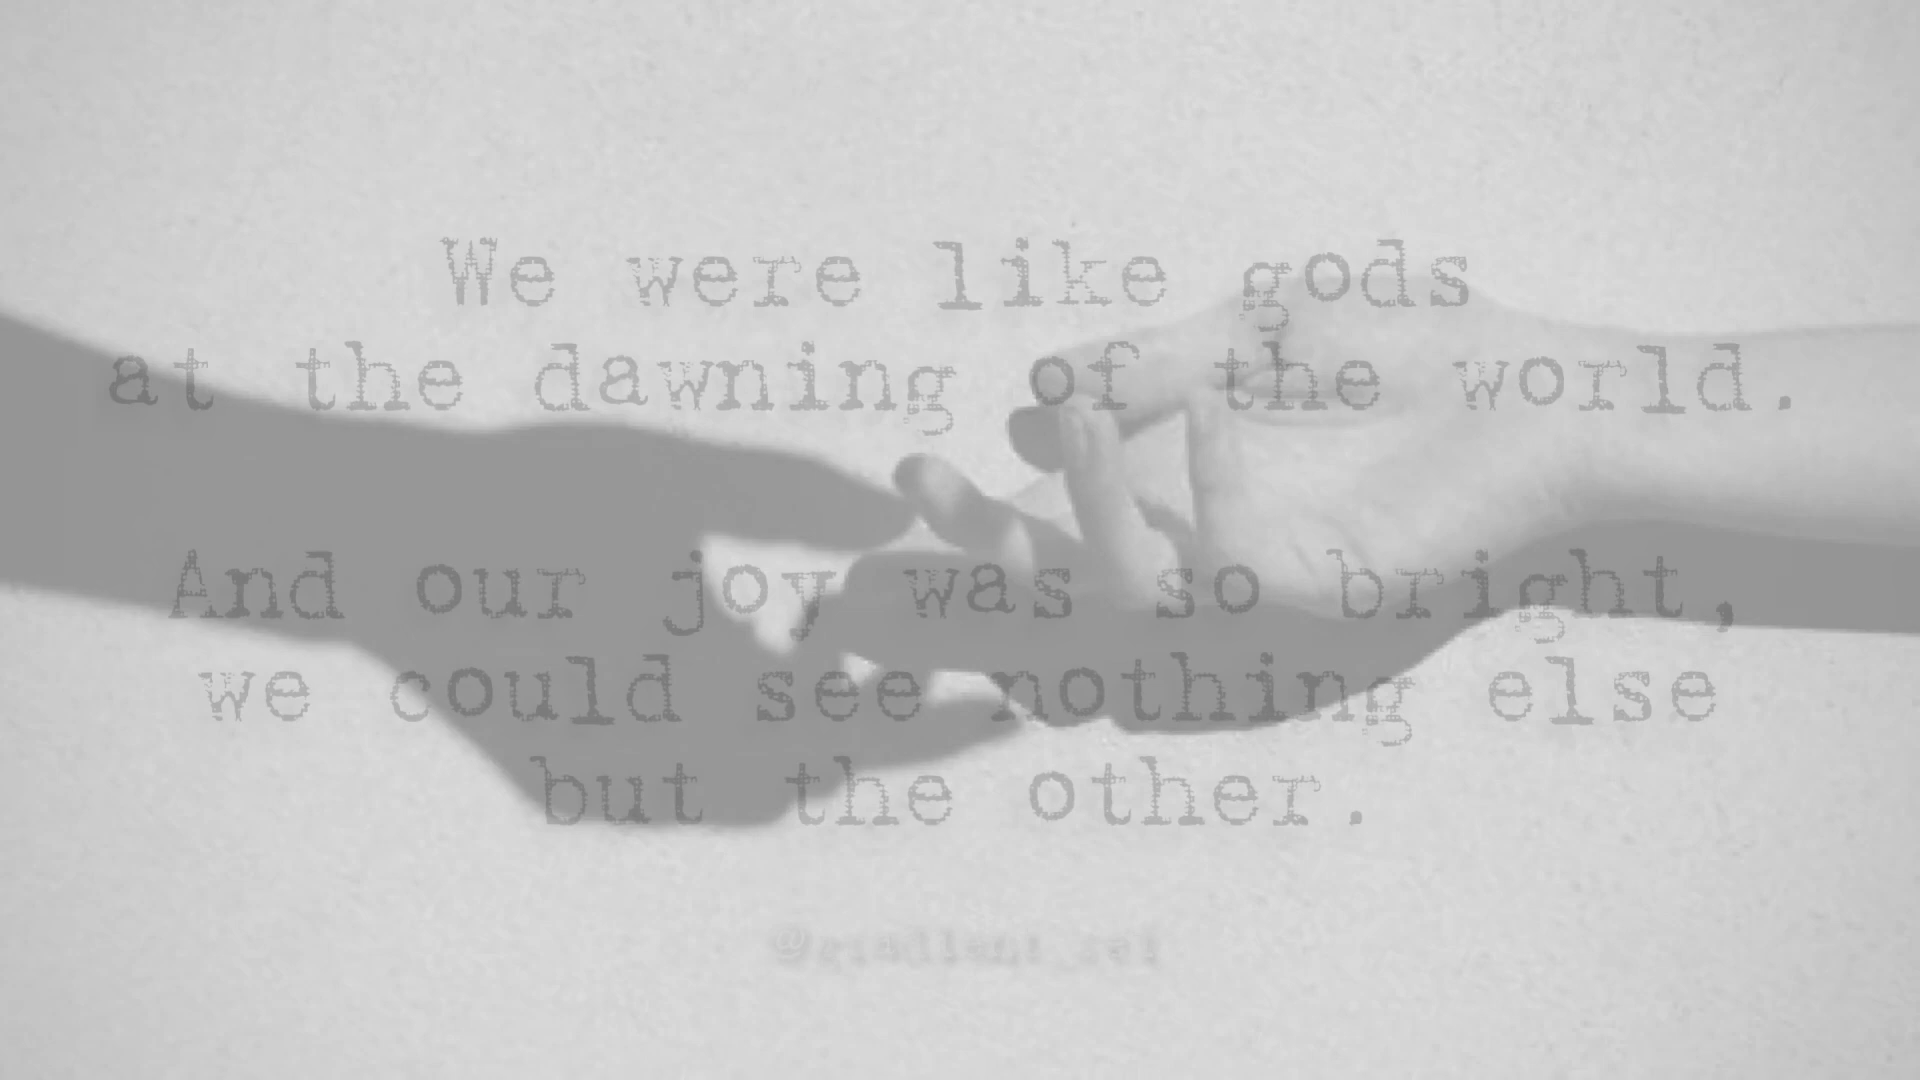 We were like gods
at the dawning of the world.
And our joy was so bright,
we could see nothing else
but the other.